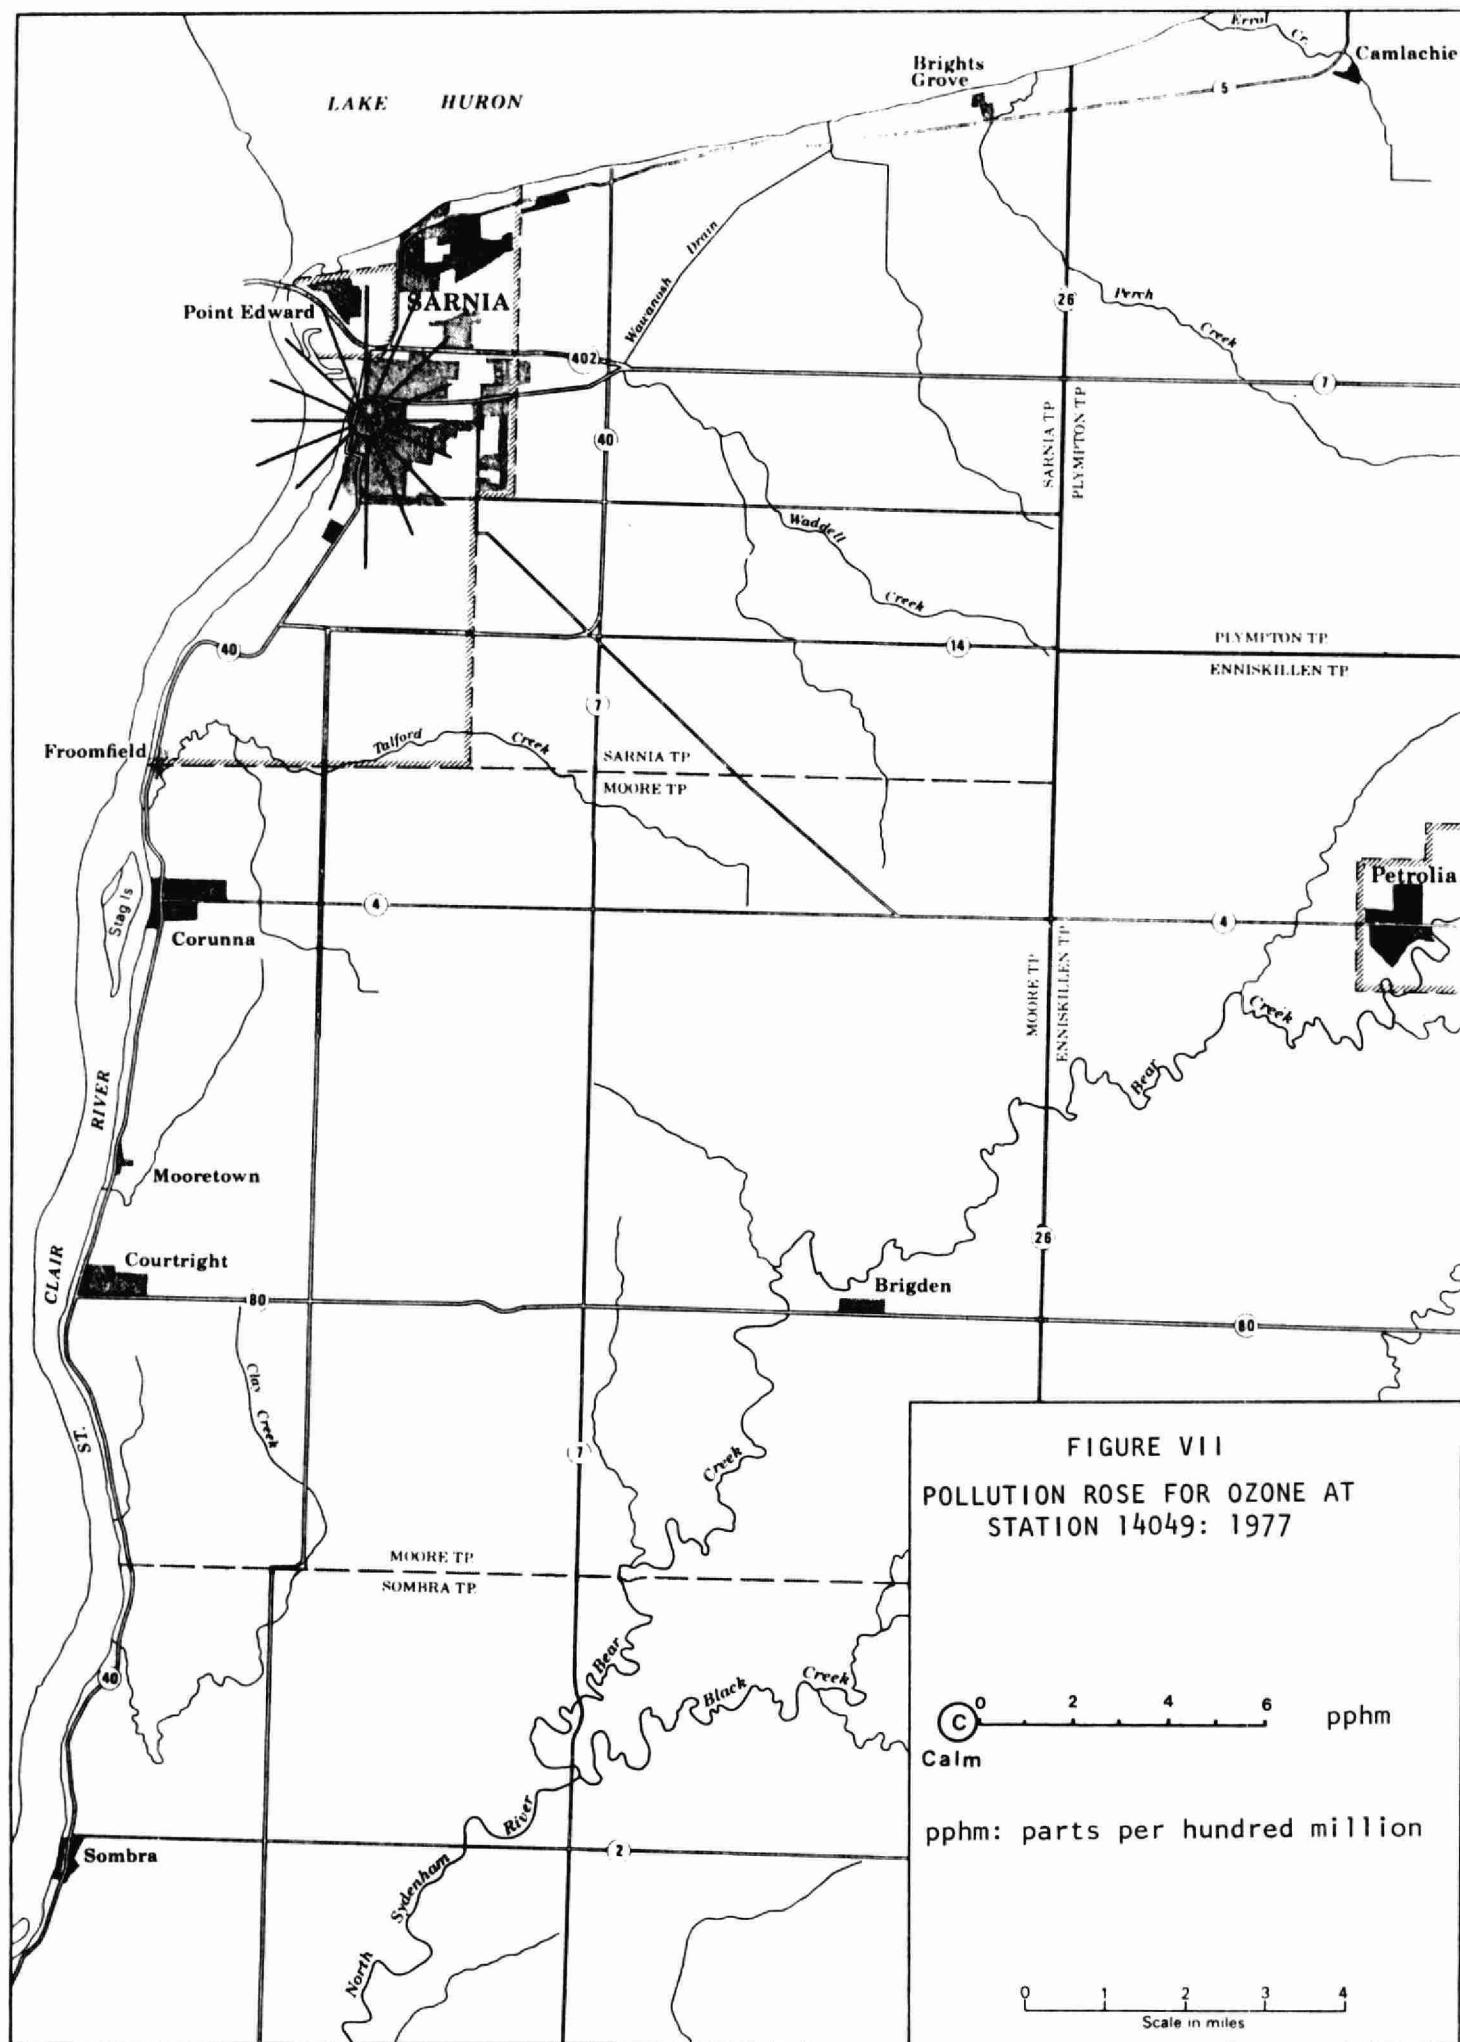 Errol
Cr.
Camlachie
Brights
Grove
5
LAKE HURON
Wawanosh Drain
Point Edward
SARNIA
26
Perch
Creek
402
7
40
SARNIA TP
PLYMPTON TP
Waddell
Creek
40
14
PLYMPTON TP.
ENNISKILLEN TP
7
Froomfield
Talford
Creek
SARNIA TP
MOORE TP
Petrolia
Stag Is
4
4
Corunna
MOORE TP
ENNISKILLEN TP
Creek
Bear
RIVER
Mooretown
CLAIR
Courtright
26
Brigden
80
80
Clay Creek
ST.
7
Creek
FIGURE VII
POLLUTION ROSE FOR OZONE AT
STATION 14049: 1977
MOORE TP.
SOMBRA TP.
40
Bear
Black
Creek
0 2 4 6
C
pphm
Calm
River
pphm: parts per hundred million
2
Sombra
Sydenham
North
0 1 2 3 4
Scale in miles